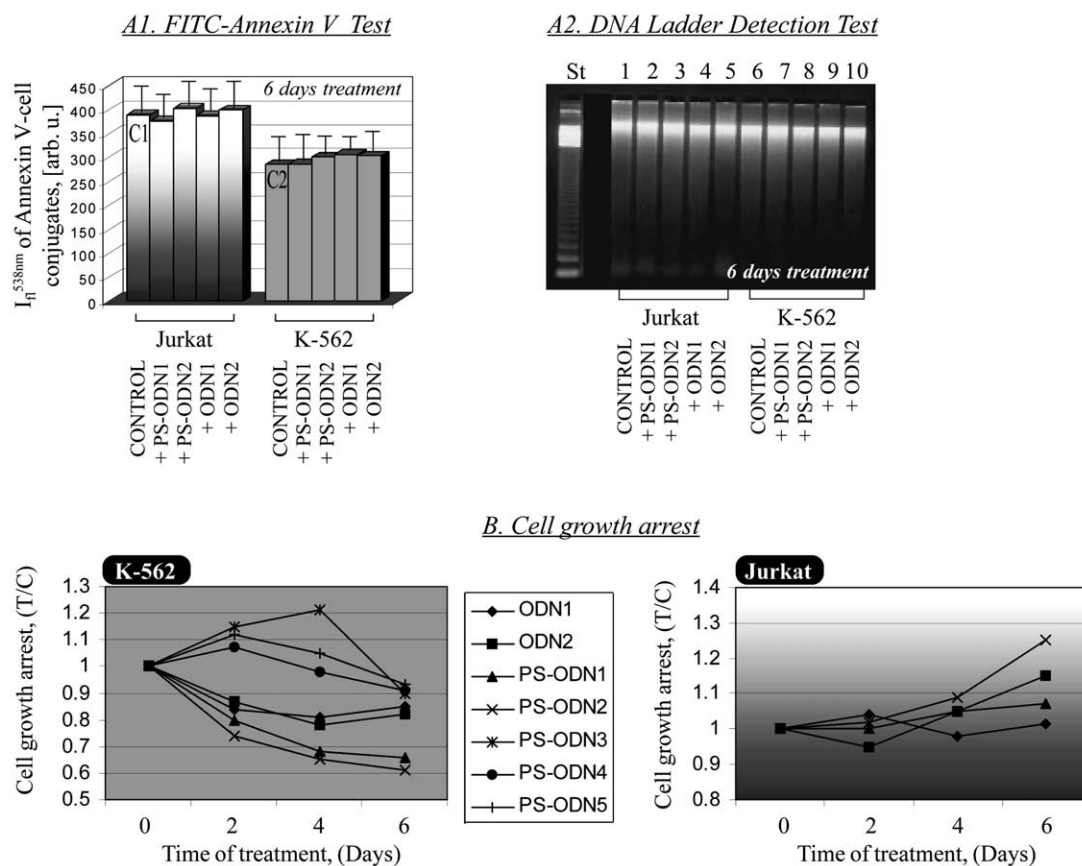 A1. FITC-Annexin V Test
I fl 538nm of Annexin V-cell
conjugates, [arb. u.]
450
400
350
300
250
200
150
100
50
0
6 days treatment
C1
C2
Jurkat
K-562
CONTROL
+ PS-ODN1
+ PS-ODN2
+ ODN1
+ ODN2
CONTROL
+ PS-ODN1
+ PS-ODN2
+ ODN1
+ ODN2
A2. DNA Ladder Detection Test
St 1 2 3 4 5 6 7 8 9 10
6 days treatment
Jurkat
K-562
CONTROL
+ PS-ODN1
+ PS-ODN2
+ ODN1
+ ODN2
CONTROL
+ PS-ODN1
+ PS-ODN2
+ ODN1
+ ODN2
B. Cell growth arrest
K-562
Cell growth arrest, (T/C)
1.3
1.2
1.1
1.0
0.9
0.8
0.7
0.6
0.5
0 2 4 6
Time of treatment, (Days)
ODN1
ODN2
PS-ODN1
PS-ODN2
PS-ODN3
PS-ODN4
PS-ODN5
Jurkat
Cell growth arrest, (T/C)
1.4
1.3
1.2
1.1
1.0
0.9
0.8
0 2 4 6
Time of treatment, (Days)